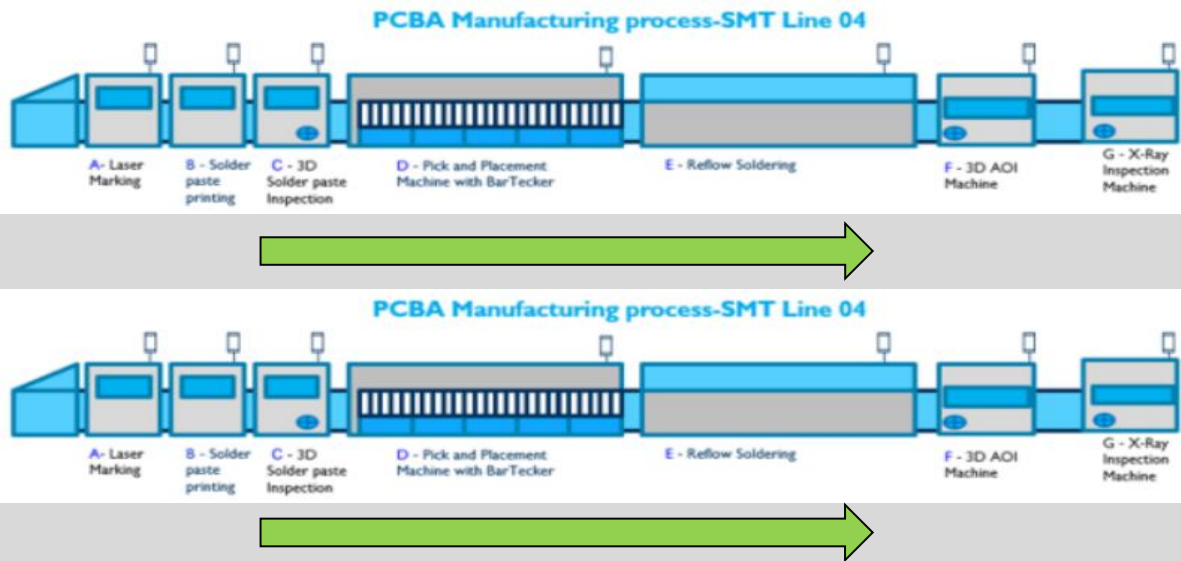 PCBA Manufacturing process-SMT Line 04
A- Laser
Marking
B - Solder
paste
printing
C - 3D
Solder paste
Inspection
D - Pick and Placement
Machine with BarTecker
E - Reflow Soldering
F - 3D AOI
Machine
G - X-Ray
Inspection
Machine
PCBA Manufacturing process-SMT Line 04
A- Laser
Marking
B - Solder
paste
printing
C - 3D
Solder paste
Inspection
D - Pick and Placement
Machine with BarTecker
E - Reflow Soldering
F - 3D AOI
Machine
G - X-Ray
Inspection
Machine